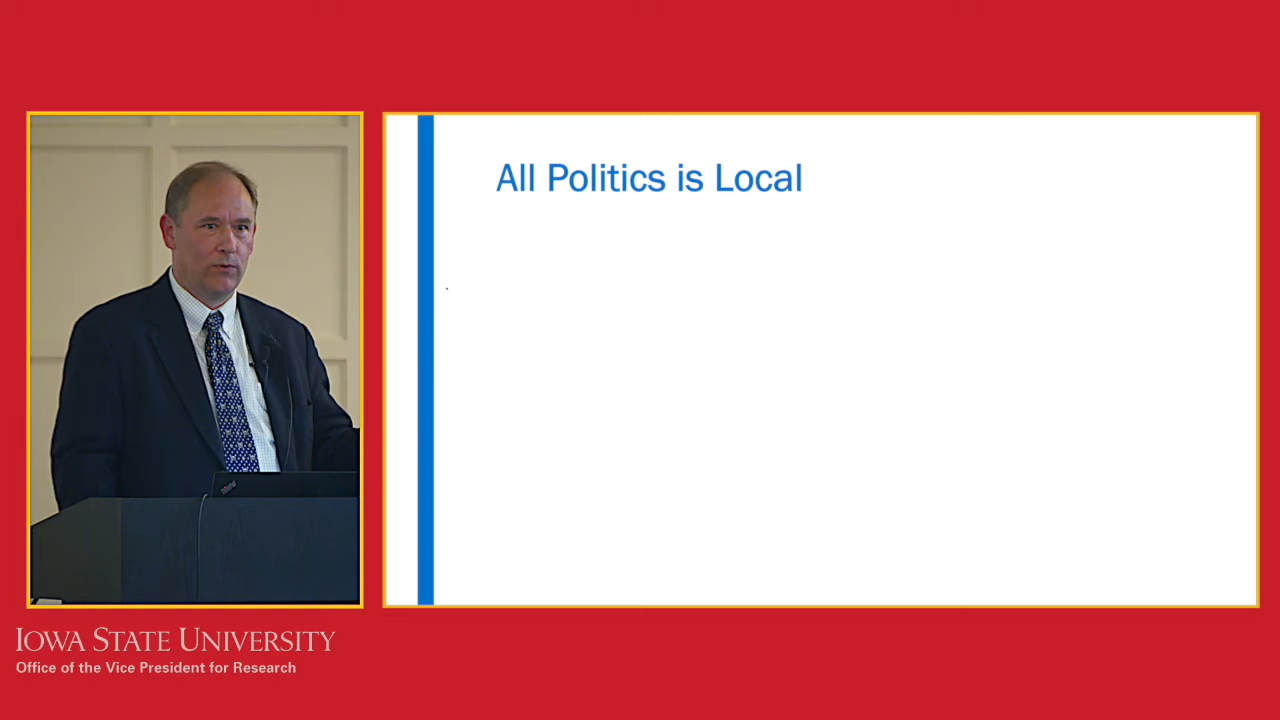 All Politics is Local
IOWA STATE UNIVERSITY
Office of the Vice President for Research